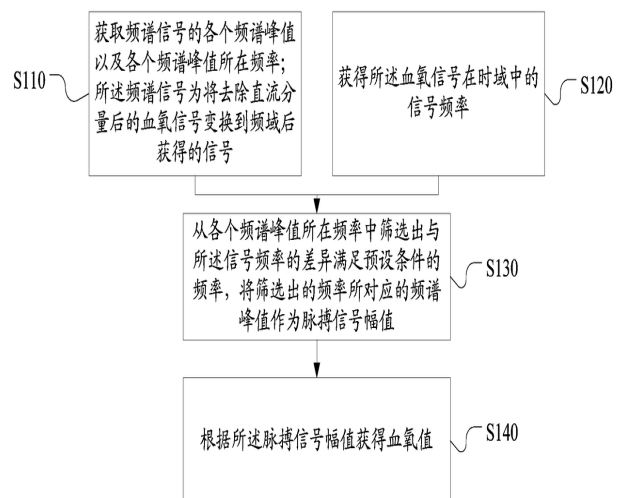 S110
获取频谱信号的各个频谱峰值
以及各个频谱峰值所在频率；
所述频谱信号为将去除直流分
量后的血氧信号变换到频域后
获得的信号
获得所述血氧信号在时域中的
信号频率
S120
从各个频谱峰值所在频率中筛选出与
所述信号频率的差异满足预设条件的
频率，将筛选出的频率所对应的频谱
峰值作为脉搏信号幅值
S130
根据所述脉搏信号幅值获得血氧值
S140